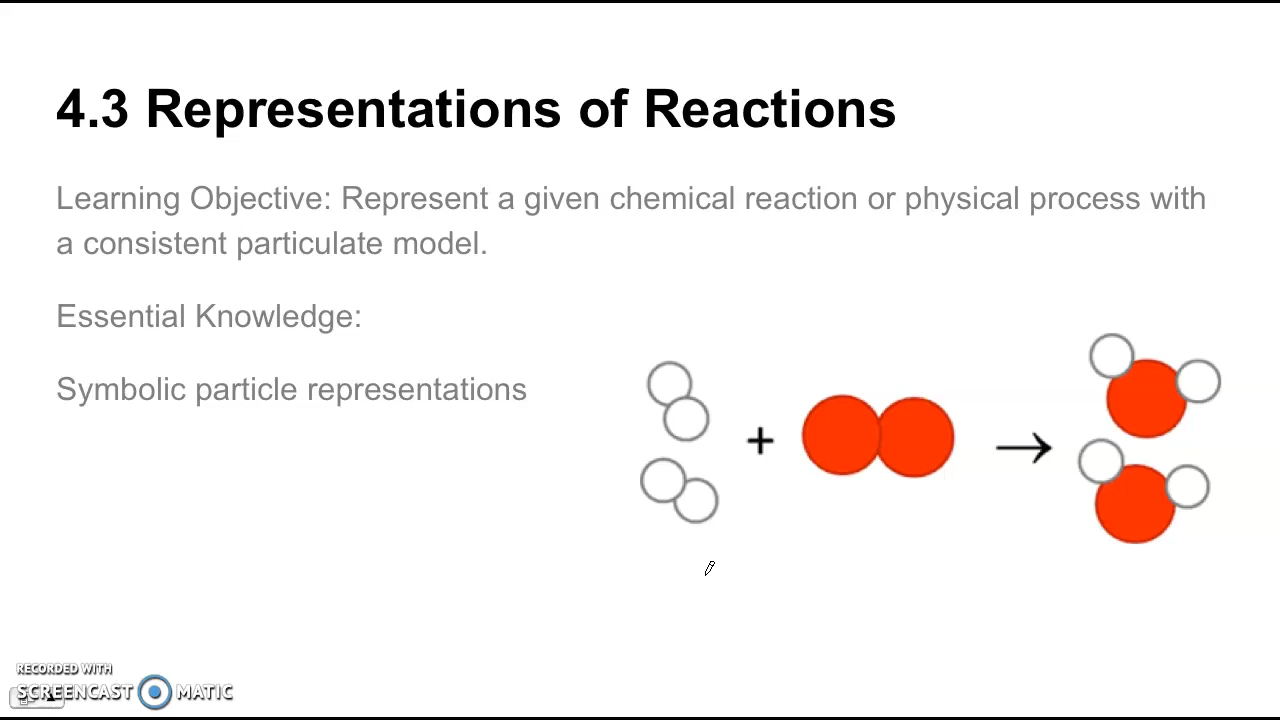 4.3 Representations of Reactions
Learning Objective: Represent a given chemical reaction or physical process with
a consistent particulate model.
Essential Knowledge:
Symbolic particle representations
+ →
RECORDED WITH
SCREENCAST MATIC